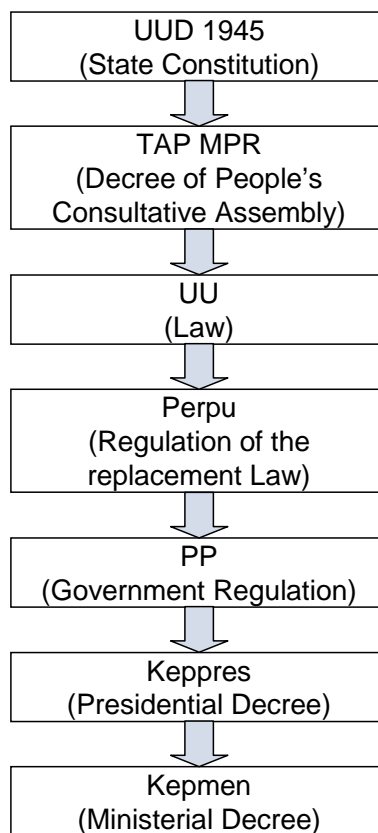 UUD 1945
(State Constitution)
TAP MPR
(Decree of People's
Consultative Assembly)
UU
(Law)
Perpu
(Regulation of the
replacement Law)
PP
(Government Regulation)
Keppres
(Presidential Decree)
Kepmen
(Ministerial Decree)